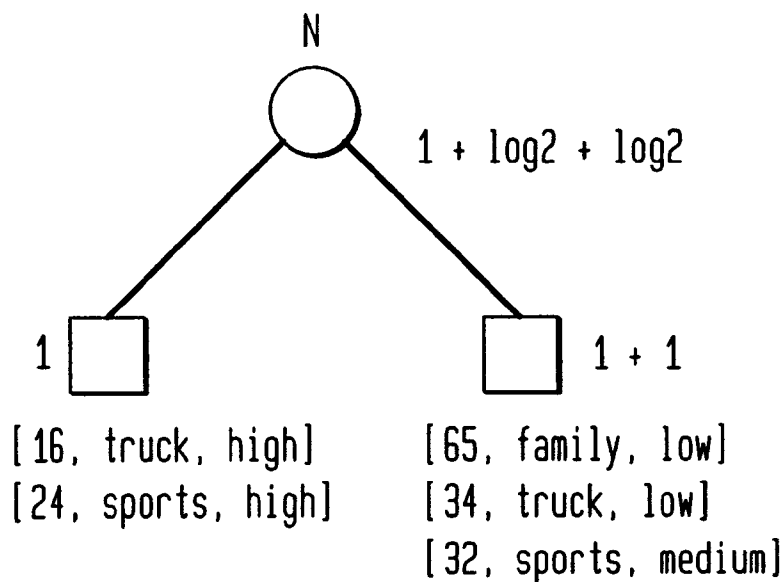 N
1 + log2 + log2
1
1 + 1
[16, truck, high]
[24, sports, high]
[65, family, low]
[34, truck, low]
[32, sports, medium]